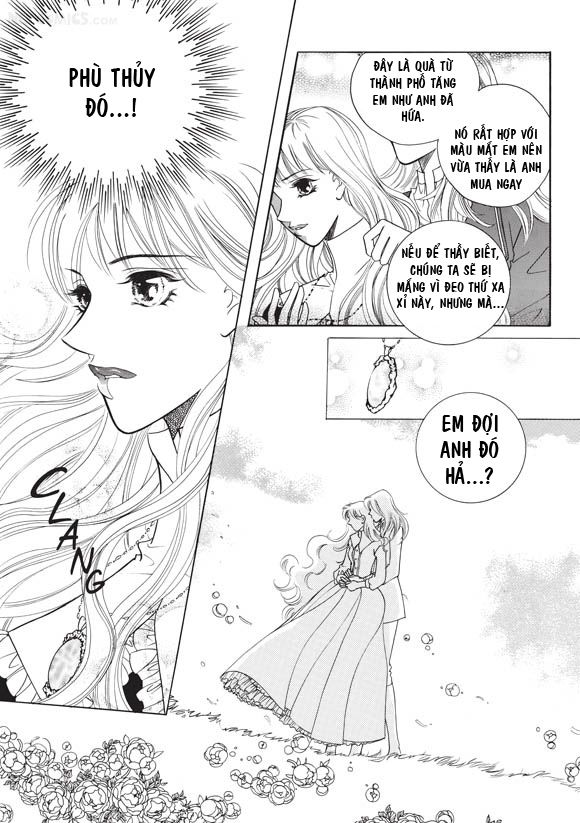 PHÙ THỦY
ĐÓ...!
ĐÂY LÀ QUÀ TỪ
THÀNH PHỐ TẶNG
EM NHƯ ANH ĐÃ
HỨA.
NÓ RẤT HỢP VỚI
MÀU MẮT EM NÊN
VỪA THẤY LÀ ANH
MUA NGAY
NẾU ĐỂ THẦY BIẾT,
CHÚNG TA SẼ BỊ
MẮNG VÌ ĐEO THỨ XA
XỈ NÀY, NHƯNG MÀ...
EM ĐỢI
ANH ĐÓ
HẢ...?
CLANG